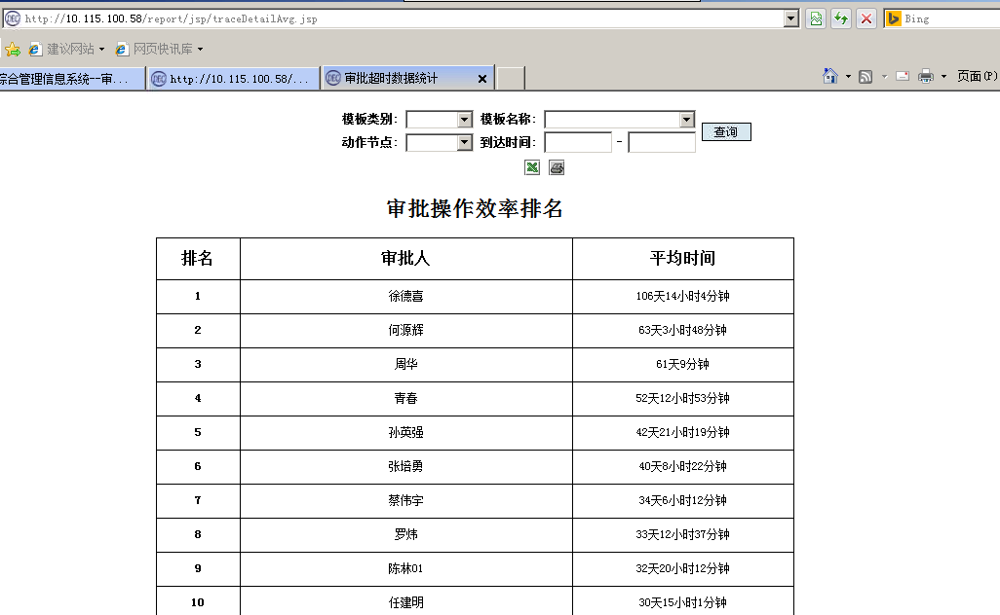 http://10.115.100.58/report/jsp/traceDetailAvg.jsp Bing
建议网站 网页快讯库
综合管理信息系统--审... http://10.115.100.58/... 审批超时数据统计 页面(P)
模板类别: 模板名称:
查询
动作节点: 到达时间: -
审批操作效率排名
排名 审批人 平均时间
1 徐德喜 106天14小时4分钟
2 何源辉 63天3小时48分钟
3 周华 61天9分钟
4 青春 52天12小时53分钟
5 孙英强 42天21小时19分钟
6 张培勇 40天8小时22分钟
7 蔡伟宇 34天6小时12分钟
8 罗炜 33天12小时37分钟
9 陈林01 32天20小时12分钟
10 任建明 30天15小时1分钟